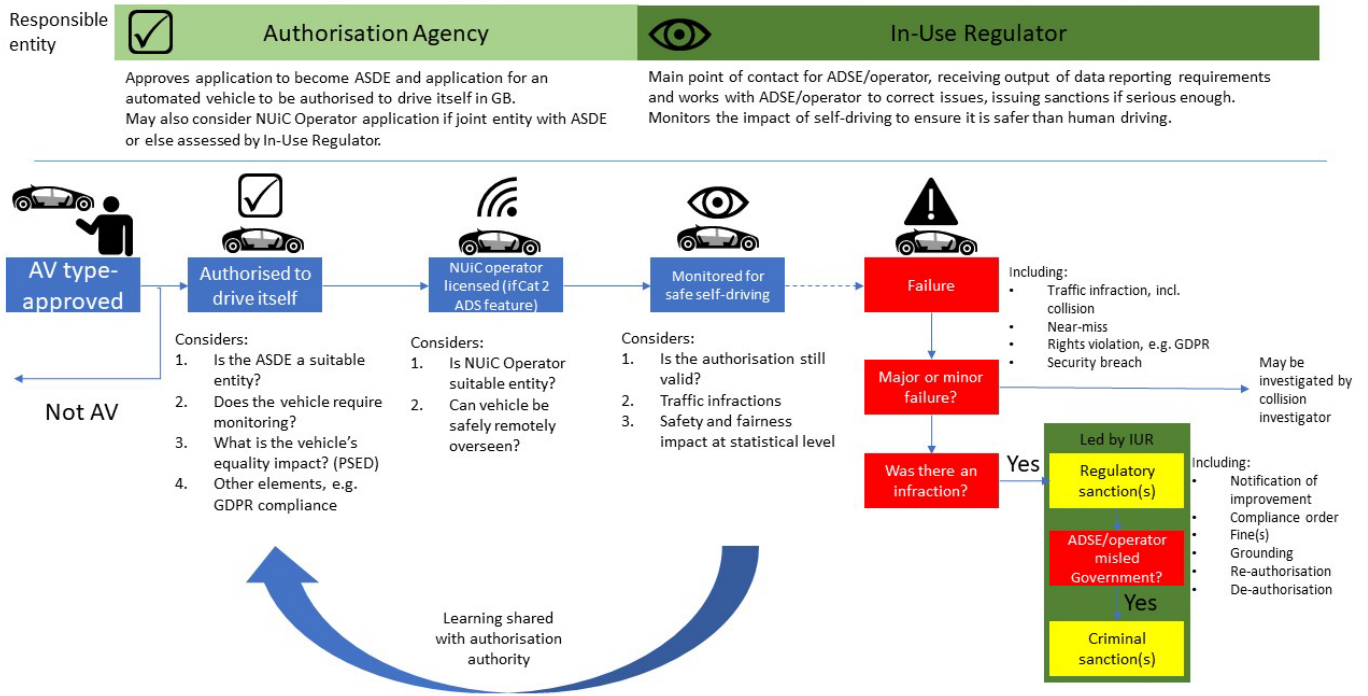 Responsible
entity
Authorisation Agency
In-Use Regulator
Approves application to become ASDE and application for an
automated vehicle to be authorised to drive itself in GB.
May also consider NUiC Operator application if joint entity with ASDE
or else assessed by In-Use Regulator.
Main point of contact for ADSE/operator, receiving output of data reporting requirements
and works with ADSE/operator to correct issues, issuing sanctions if serious enough.
Monitors the impact of self-driving to ensure it is safer than human driving.
AV type-
approved
Not AV
Authorised to
drive itself
Considers:
1. Is the ASDE a suitable
entity?
2. Does the vehicle require
monitoring?
3. What is the vehicle's
equality impact? (PSED)
4. Other elements, e.g.
GDPR compliance
NUiC operator
licensed (if Cat 2
ADS feature)
Considers:
1. Is NUiC Operator
suitable entity?
2. Can vehicle be
safely remotely
overseen?
Monitored for
safe self-driving
Considers:
1. Is the authorisation still
valid?
2. Traffic infractions
3. Safety and fairness
impact at statistical level
Failure
Including:
• Traffic infraction, incl.
collision
• Near-miss
• Rights violation, e.g. GDPR
• Security breach
Major or minor
failure?
May be
investigated by
collision
investigator
Was there an
infraction?
Yes
Led by IUR
Regulatory
sanction(s)
ADSE/operator
misled
Government?
Yes
Criminal
sanction(s)
Including:
• Notification of
improvement
• Compliance order
• Fine(s)
• Grounding
• Re-authorisation
• De-authorisation
Learning shared
with authorisation
authority